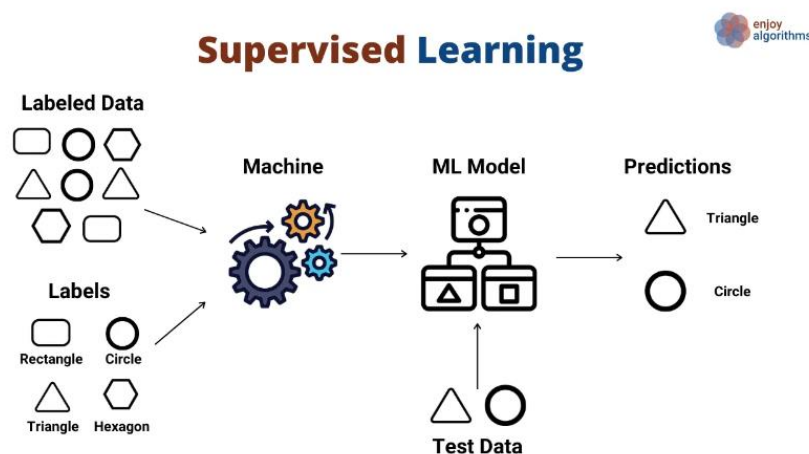 enjoy
algorithms
Supervised Learning
Labeled Data
Machine
ML Model
Predictions
Triangle
Circle
Labels
Rectangle
Circle
Triangle
Hexagon
Test Data